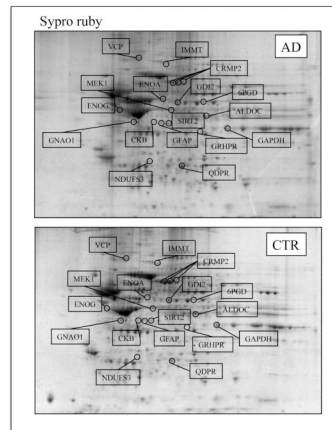 Sypro ruby
AD
VCP
IMMT
CRMP2
MEK1
ENOA
GDI2
6PGD
ENOG
ALDOC
GNAO1
SIRT2
CKB
GFAP
GRHPR
GAPDH
NDUFS3
QDPR
CTR
VCP
IMMT
CRMP2
MEK1
ENOA
GDI2
6PGD
ENOG
SIRT2
ALDOC
GNAO1
CKB
GFAP
GRHPR
GAPDH
NDUFS3
QDPR